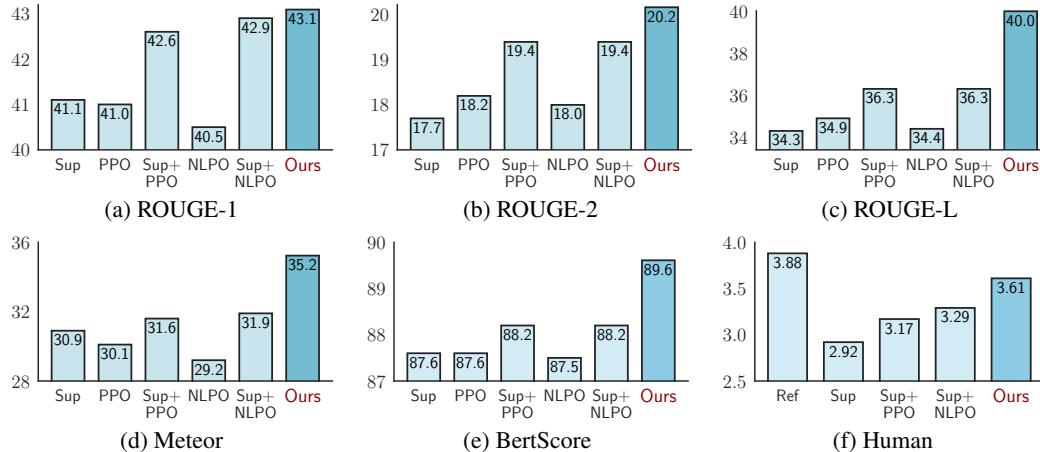 43
42
41
40
41.1
41.0
42.6
40.5
42.9
43.1
Sup
PPO
Sup+
PPO
NLPO
Sup+
NLPO
Ours
(a) ROUGE-1
20
19
18
17
17.7
18.2
19.4
18.0
19.4
20.2
Sup
PPO
Sup+
PPO
NLPO
Sup+
NLPO
Ours
(b) ROUGE-2
40
38
36
34
34.3
34.9
36.3
34.4
36.3
40.0
Sup
PPO
Sup+
PPO
NLPO
Sup+
NLPO
Ours
(c) ROUGE-L
36
31
28
30.9
30.1
31.6
29.2
31.9
35.2
Sup
PPO
Sup+
PPO
NLPO
Sup+
NLPO
Ours
(d) Meteor
90
89
88
87
87.6
87.6
88.2
87.5
88.2
89.6
Sup
PPO
Sup+
PPO
NLPO
Sup+
NLPO
Ours
(e) BertScore
4.0
3.5
3.0
2.5
3.88
2.92
3.17
3.29
3.61
Ref
Sup
Sup+
PPO
Sup+
NLPO
Ours
(f) Human